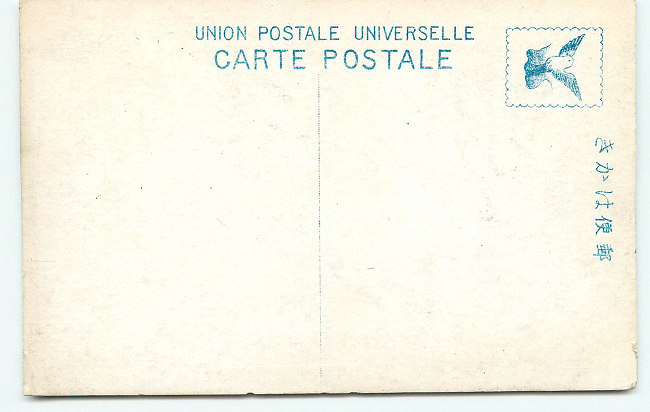 UNION POSTALE UNIVERSELLE
CARTE POSTALE
郵便はかき